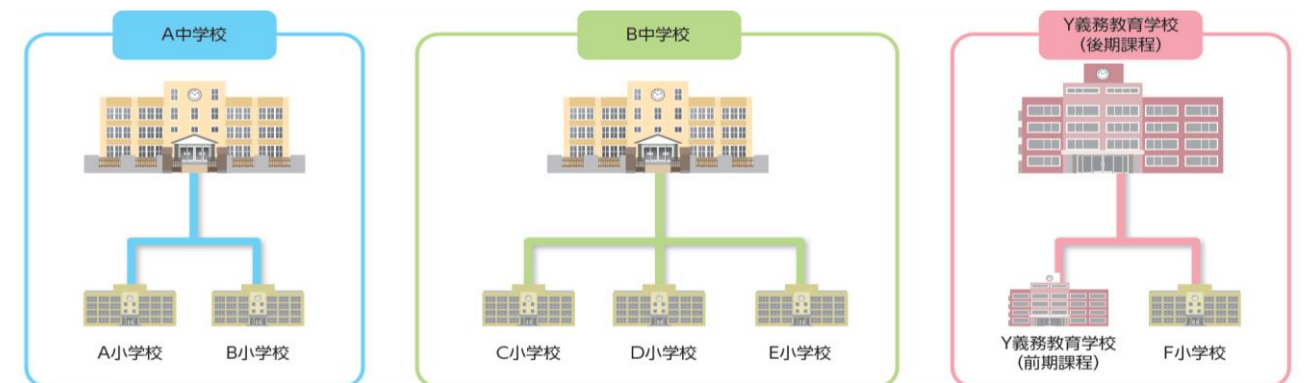 A中学校
B中学校
Y義務教育学校
(後期課程)
A小学校
B小学校
C小学校
D小学校
E小学校
Y義務教育学校
(前期課程)
F小学校